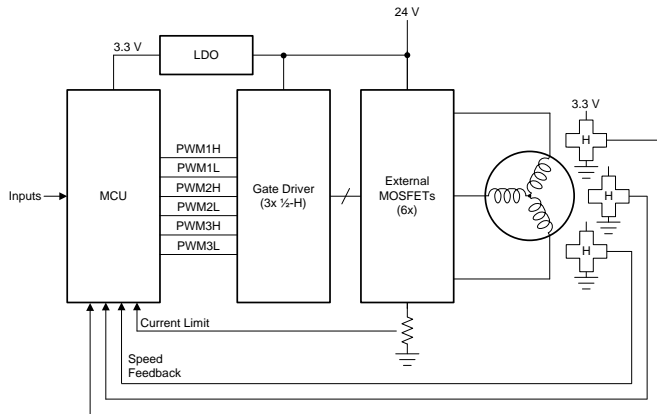 24 V
3.3 V
LDO
3.3 V
PWM1H
PWM1L
PWM2H
PWM2L
PWM3H
PWM3L
Inputs
MCU
Gate Driver
(3x ½-H)
External
MOSFETs
(6x)
H
H
H
Current Limit
Speed
Feedback